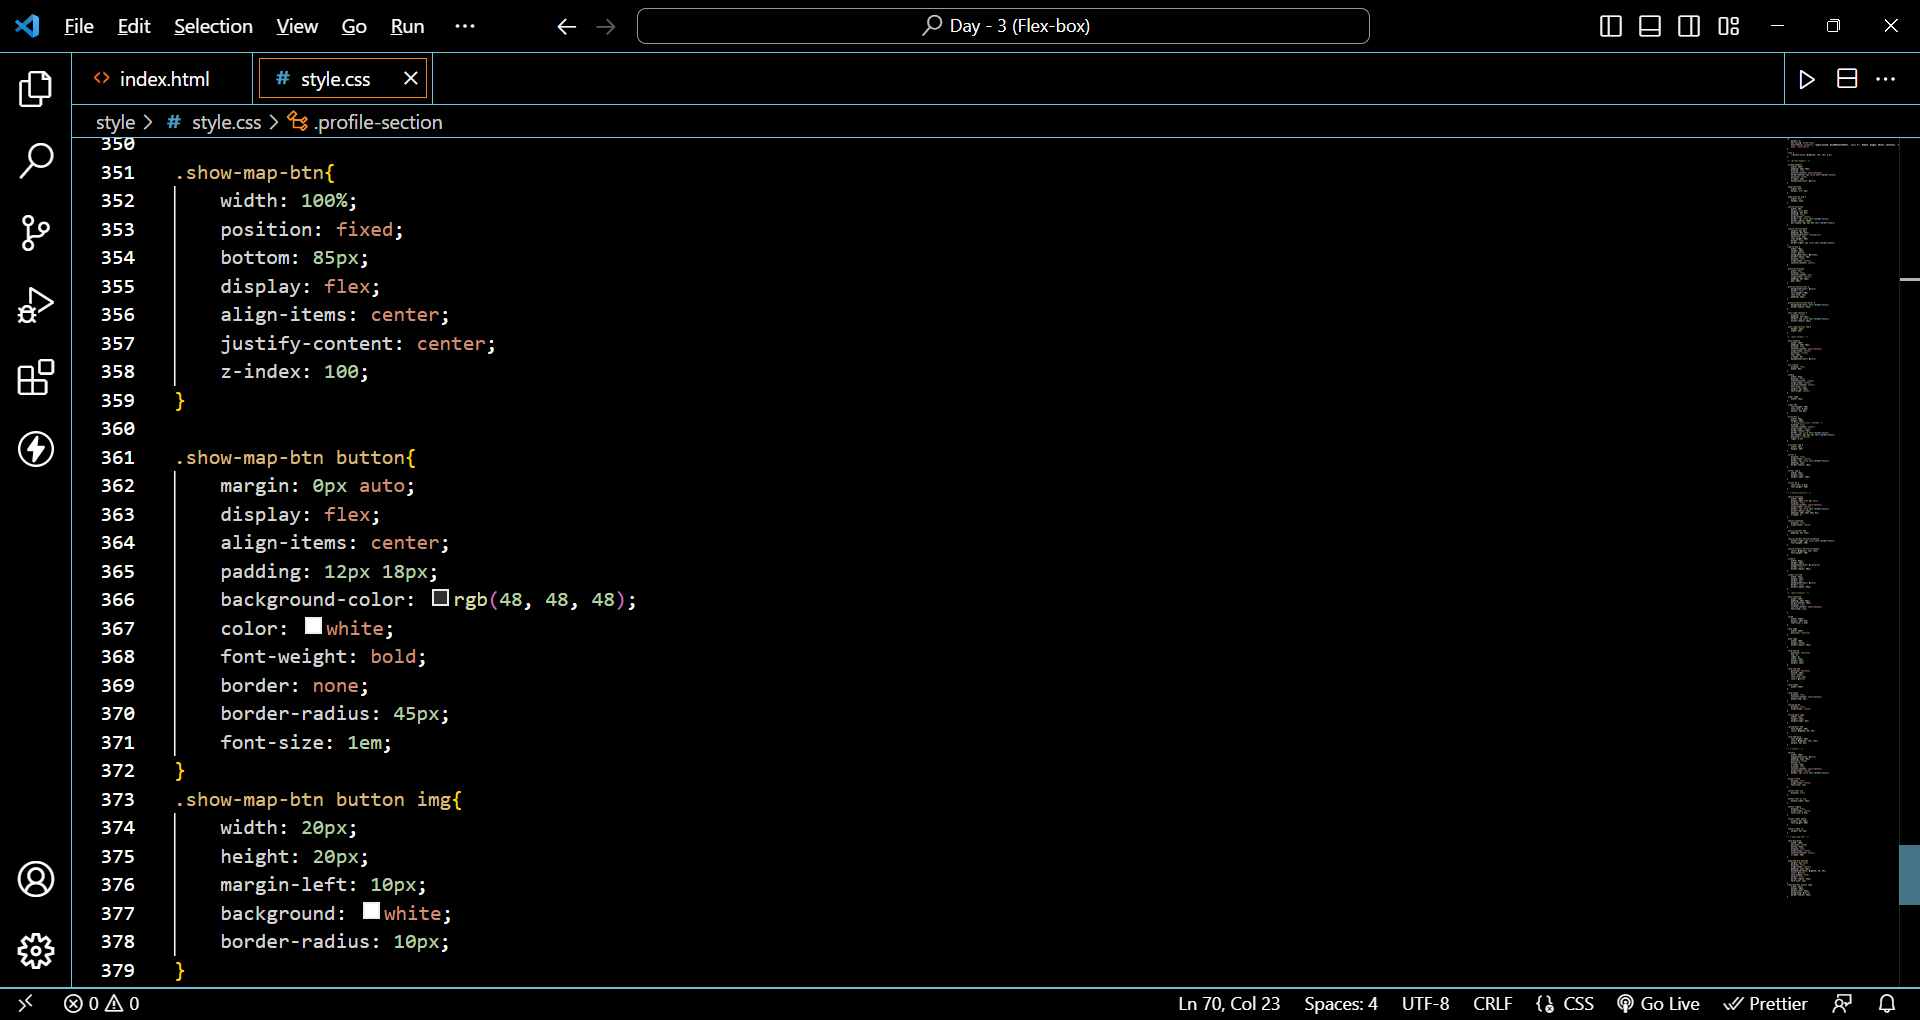 File Edit Selection View Go Run ···
Day - 3 (Flex-box)
index.html
# style.css
style > # style.css > .profile-section
350
351 .show-map-btn{
352 width: 100%;
353 position: fixed;
354 bottom: 85px;
355 display: flex;
356 align-items: center;
357 justify-content: center;
358 z-index: 100;
359 }
360
361 .show-map-btn button{
362 margin: 0px auto;
363 display: flex;
364 align-items: center;
365 padding: 12px 18px;
366 background-color: rgb(48, 48, 48);
367 color: white;
368 font-weight: bold;
369 border: none;
370 border-radius: 45px;
371 font-size: 1em;
372 }
373 .show-map-btn button img{
374 width: 20px;
375 height: 20px;
376 margin-left: 10px;
377 background: white;
378 border-radius: 10px;
379 }
0 0 Ln 70, Col 23 Spaces: 4 UTF-8 CRLF CSS Go Live Prettier